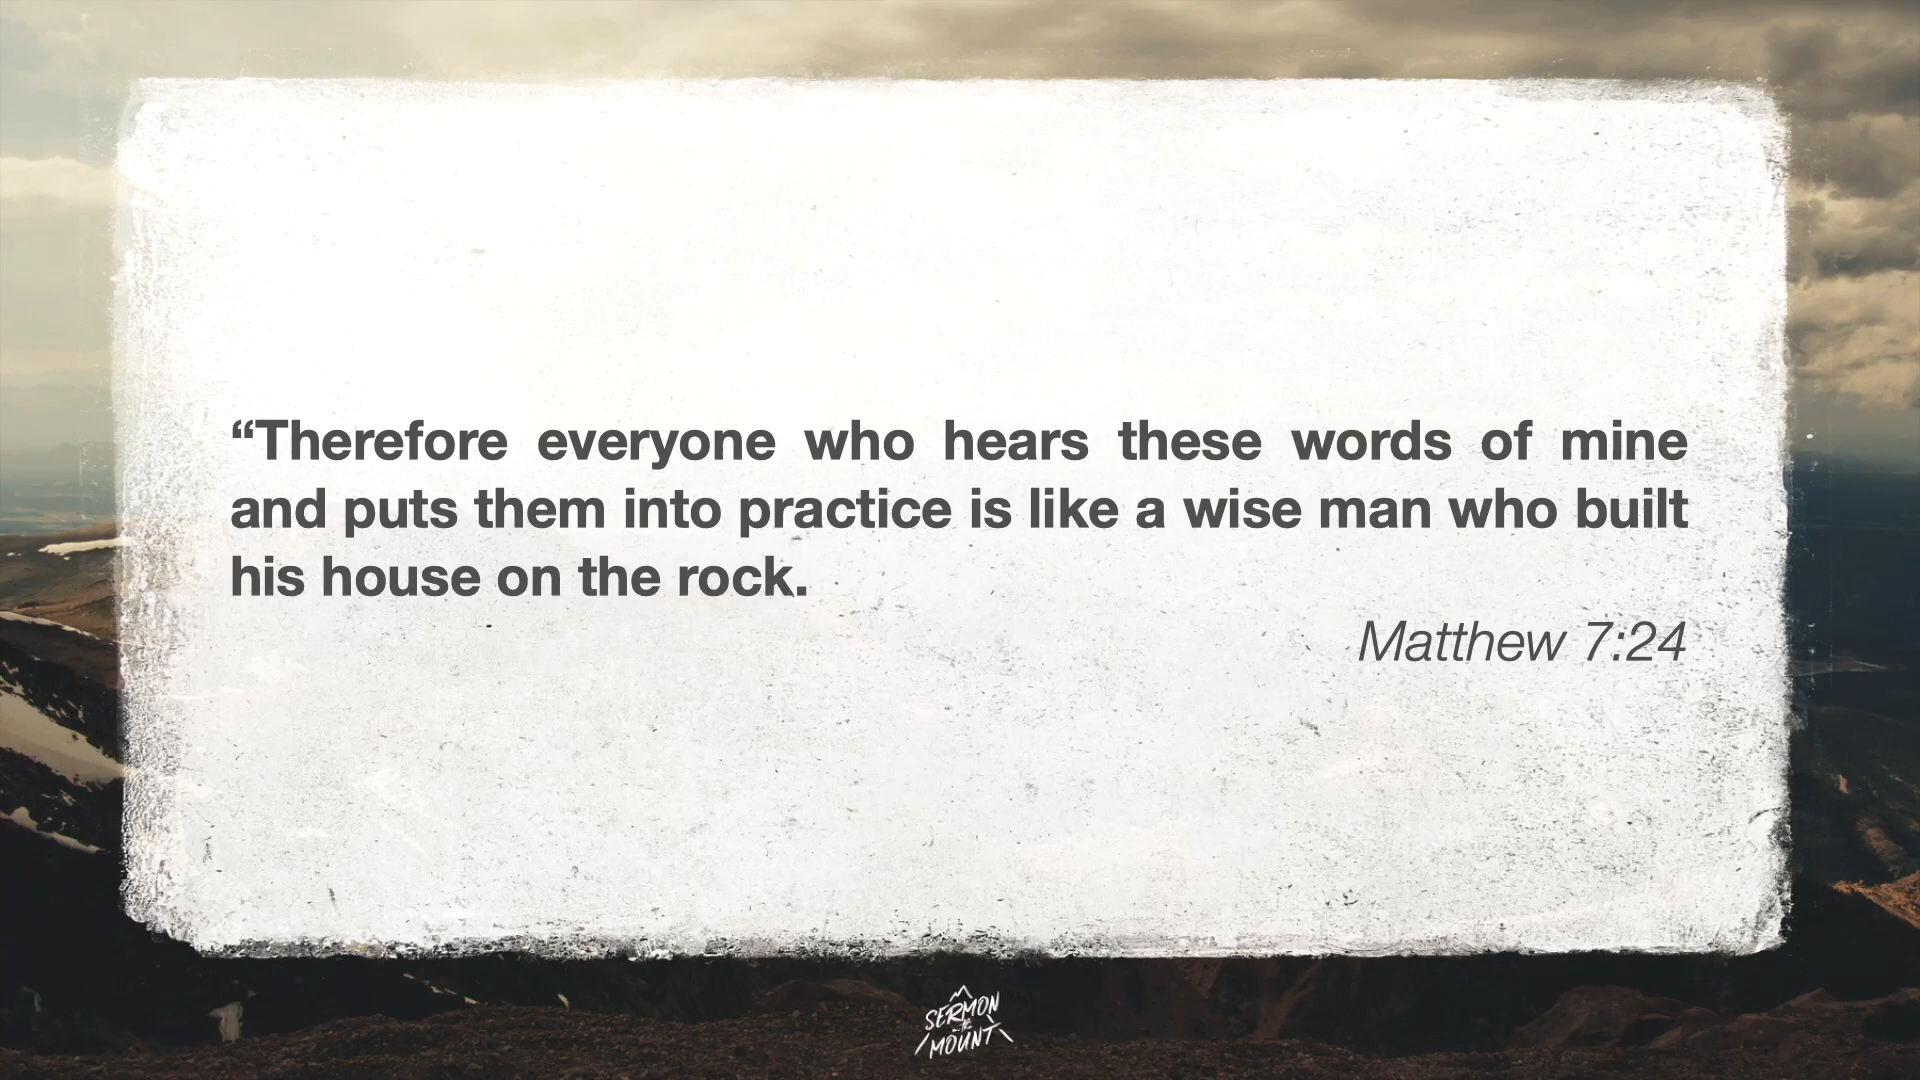 “Therefore everyone who hears these words of mine
and puts them into practice is like a wise man who built
his house on the rock.
Matthew 7:24
SERMON
on the
MOUNT